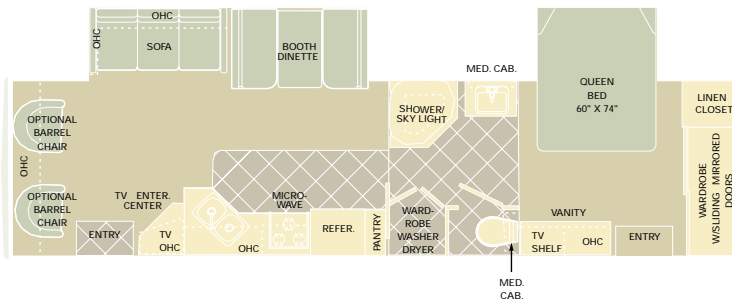 OHC
OHC
SOFA
BOOTH
DINETTE
MED. CAB.
QUEEN
BED
60" X 74"
SHOWER/
SKY LIGHT
LINEN
CLOSET
OPTIONAL
BARREL
CHAIR
OHC
OPTIONAL
BARREL
CHAIR
TV ENTER.
CENTER
MICRO-
WAVE
WARD-
ROBE
WASHER
DRYER
VANITY
WARDROBE
W/SLIDING MIRRORED
DOORS
ENTRY
TV
OHC
OHC
REFER.
PANTRY
TV
SHELF
OHC
ENTRY
MED.
CAB.